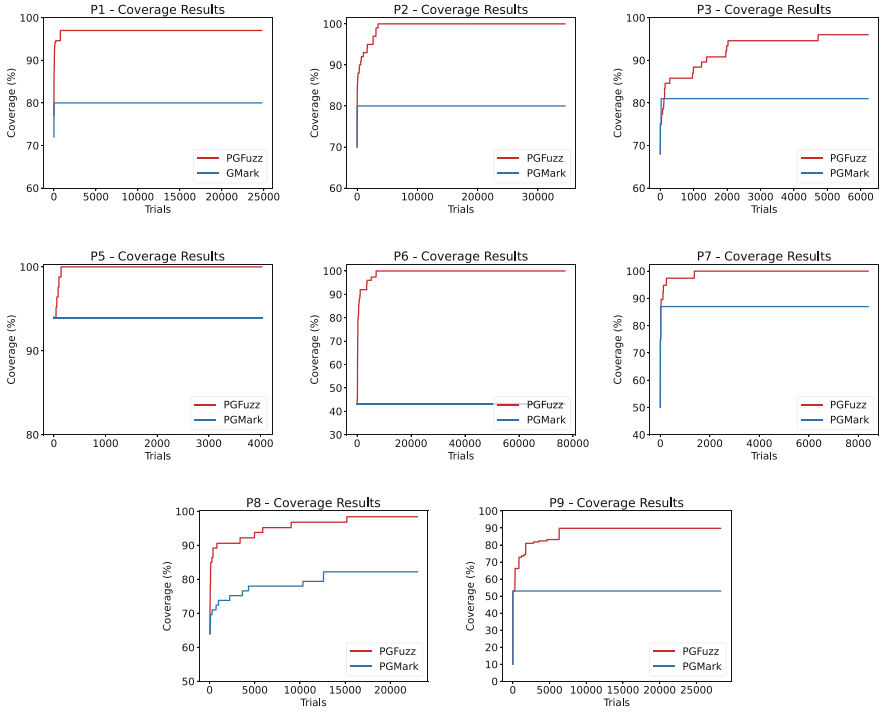 P1 - Coverage Results
Coverage (%)
100
90
80
70
60
PGFuzz
GMark
0 5000 10000 15000 20000 25000
Trials
P2 - Coverage Results
Coverage (%)
100
90
80
70
60
PGFuzz
PGMark
0 10000 20000 30000
Trials
P3 - Coverage Results
Coverage (%)
100
90
80
70
60
PGFuzz
PGMark
0 1000 2000 3000 4000 5000 6000
Trials
P5 - Coverage Results
Coverage (%)
100
90
80
PGFuzz
PGMark
0 1000 2000 3000 4000
Trials
P6 - Coverage Results
Coverage (%)
100
90
80
70
60
50
40
30
PGFuzz
PGMark
0 20000 40000 60000 80000
Trials
P7 - Coverage Results
Coverage (%)
100
90
80
70
60
50
40
PGFuzz
PGMark
0 2000 4000 6000 8000
Trials
P8 - Coverage Results
Coverage (%)
100
90
80
70
60
50
PGFuzz
PGMark
0 5000 10000 15000 20000
Trials
P9 - Coverage Results
Coverage (%)
100
90
80
70
60
50
40
30
20
10
0
PGFuzz
PGMark
0 5000 10000 15000 20000 25000
Trials